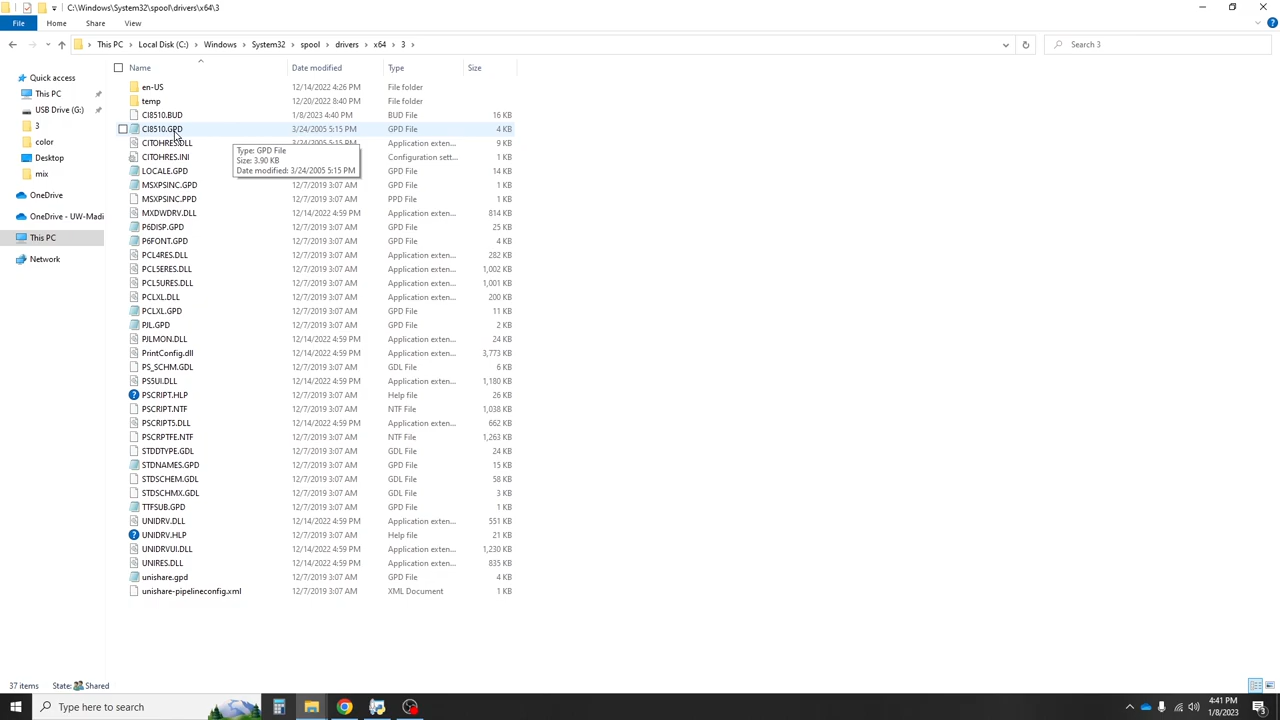 C:\Windows\System32\spool\drivers\x64\3
File Home Share View
This PC Local Disk (C:) Windows System32 spool drivers x64 3 Search 3
Name Date modified Type Size
Quick access
This PC
USB Drive (G:)
3
color
Desktop
mix
OneDrive
OneDrive - UW-Madi
This PC
Network
en-US 12/14/2022 4:26 PM File folder
temp 12/20/2022 8:40 PM File folder
CI8510.BUD 1/8/2023 4:40 PM BUD File 16 KB
CI8510.GPD 3/24/2005 5:15 PM GPD File 4 KB
CITOHRES.DLL 3/24/2005 5:15 PM Application exten... 9 KB
CITOHRES.INI Configuration sett... 1 KB
LOCALE.GPD GPD File 14 KB
Type: GPD File
Size: 3.90 KB
Date modified: 3/24/2005 5:15 PM
MSXPSINC.GPD 12/7/2019 3:07 AM GPD File 1 KB
MSXPSINC.PPD 12/7/2019 3:07 AM PPD File 1 KB
MXDWDRV.DLL 12/14/2022 4:59 PM Application exten... 814 KB
P6DISP.GPD 12/7/2019 3:07 AM GPD File 25 KB
P6FONT.GPD 12/7/2019 3:07 AM GPD File 4 KB
PCL4RES.DLL 12/7/2019 3:07 AM Application exten... 282 KB
PCL5ERES.DLL 12/7/2019 3:07 AM Application exten... 1,002 KB
PCL5URES.DLL 12/7/2019 3:07 AM Application exten... 1,001 KB
PCLXL.DLL 12/7/2019 3:07 AM Application exten... 200 KB
PCLXL.GPD 12/7/2019 3:07 AM GPD File 11 KB
PJL.GPD 12/7/2019 3:07 AM GPD File 2 KB
PJLMON.DLL 12/14/2022 4:59 PM Application exten... 24 KB
PrintConfig.dll 12/14/2022 4:59 PM Application exten... 3,773 KB
PS_SCHM.GDL 12/7/2019 3:07 AM GDL File 6 KB
PS5UI.DLL 12/14/2022 4:59 PM Application exten... 1,180 KB
PSCRIPT.HLP 12/7/2019 3:07 AM Help file 26 KB
PSCRIPT.NTF 12/7/2019 3:07 AM NTF File 1,038 KB
PSCRIPT5.DLL 12/14/2022 4:59 PM Application exten... 662 KB
PSCRPTFE.NTF 12/7/2019 3:07 AM NTF File 1,263 KB
STDDTYPE.GDL 12/7/2019 3:07 AM GDL File 24 KB
STDNAMES.GPD 12/7/2019 3:07 AM GPD File 15 KB
STDSCHEM.GDL 12/7/2019 3:07 AM GDL File 58 KB
STDSCHMX.GDL 12/7/2019 3:07 AM GDL File 3 KB
TTFSUB.GPD 12/7/2019 3:07 AM GPD File 1 KB
UNIDRV.DLL 12/14/2022 4:59 PM Application exten... 551 KB
UNIDRV.HLP 12/7/2019 3:07 AM Help file 21 KB
UNIDRVUI.DLL 12/14/2022 4:59 PM Application exten... 1,230 KB
UNIRES.DLL 12/14/2022 4:59 PM Application exten... 835 KB
unishare.gpd 12/7/2019 3:07 AM GPD File 4 KB
unishare-pipelineconfig.xml 12/7/2019 3:07 AM XML Document 1 KB
37 items State: Shared
Type here to search
4:41 PM
1/8/2023
3